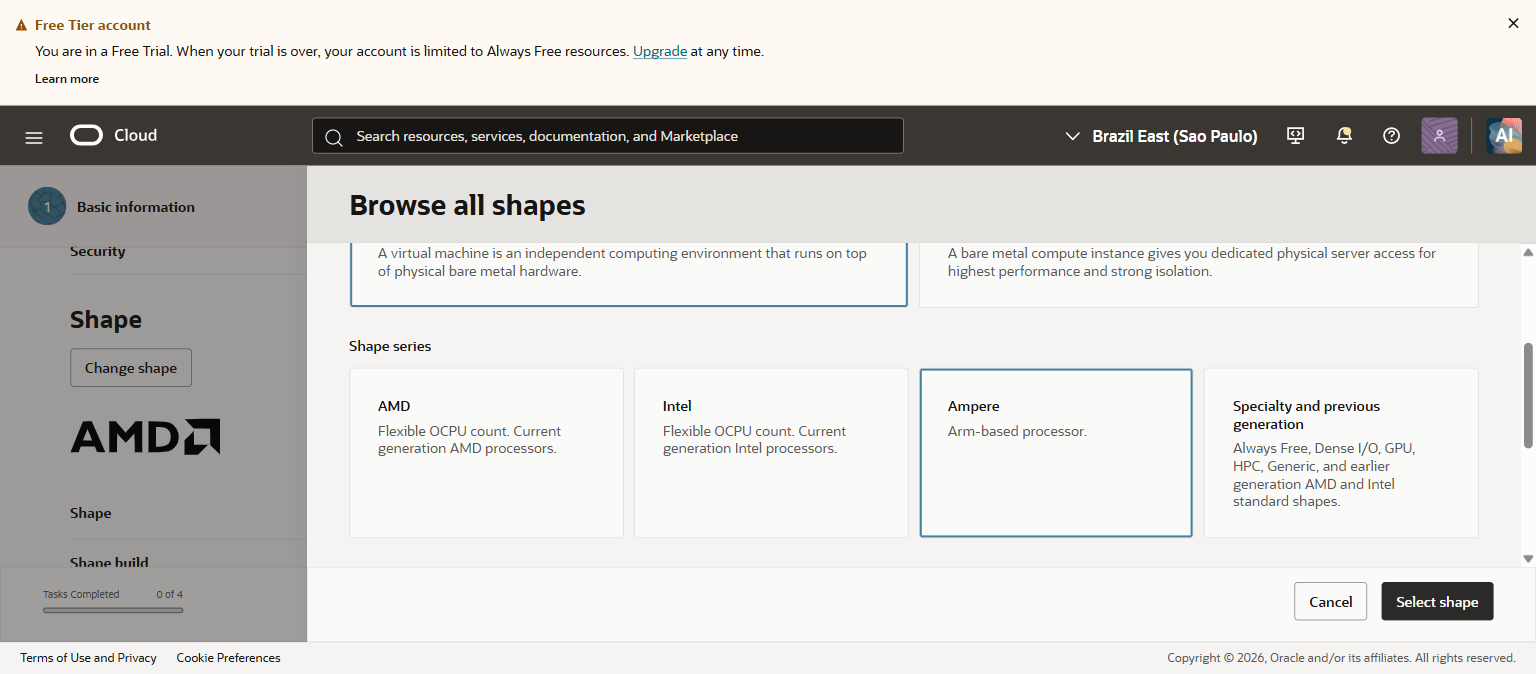 Free Tier account
You are in a Free Trial. When your trial is over, your account is limited to Always Free resources. Upgrade at any time.
Learn more
Cloud
Search resources, services, documentation, and Marketplace
Brazil East (Sao Paulo)
AI
1
Basic information
Security
Shape
Change shape
AMD
Shape
Shape build
Tasks Completed
0 of 4
Browse all shapes
A virtual machine is an independent computing environment that runs on top
of physical bare metal hardware.
A bare metal compute instance gives you dedicated physical server access for
highest performance and strong isolation.
Shape series
AMD
Flexible OCPU count. Current
generation AMD processors.
Intel
Flexible OCPU count. Current
generation Intel processors.
Ampere
Arm-based processor.
Specialty and previous
generation
Always Free, Dense I/O, GPU,
HPC, Generic, and earlier
generation AMD and Intel
standard shapes.
Cancel
Select shape
Terms of Use and Privacy
Cookie Preferences
Copyright © 2026, Oracle and/or its affiliates. All rights reserved.